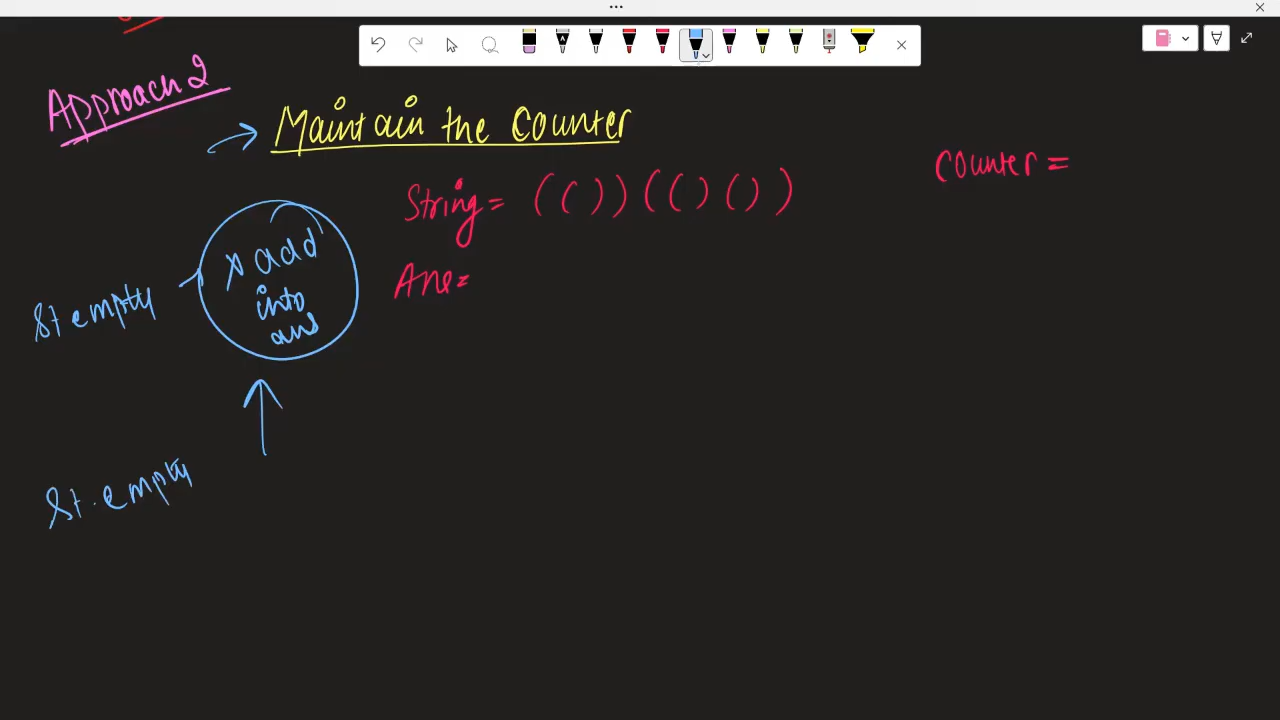 Approach 2
Maintain the Counter
Counter =
String = ( ( ) ) ( ( ) ( ) )
Ans =
x add
into
ans
St empty
St. empty